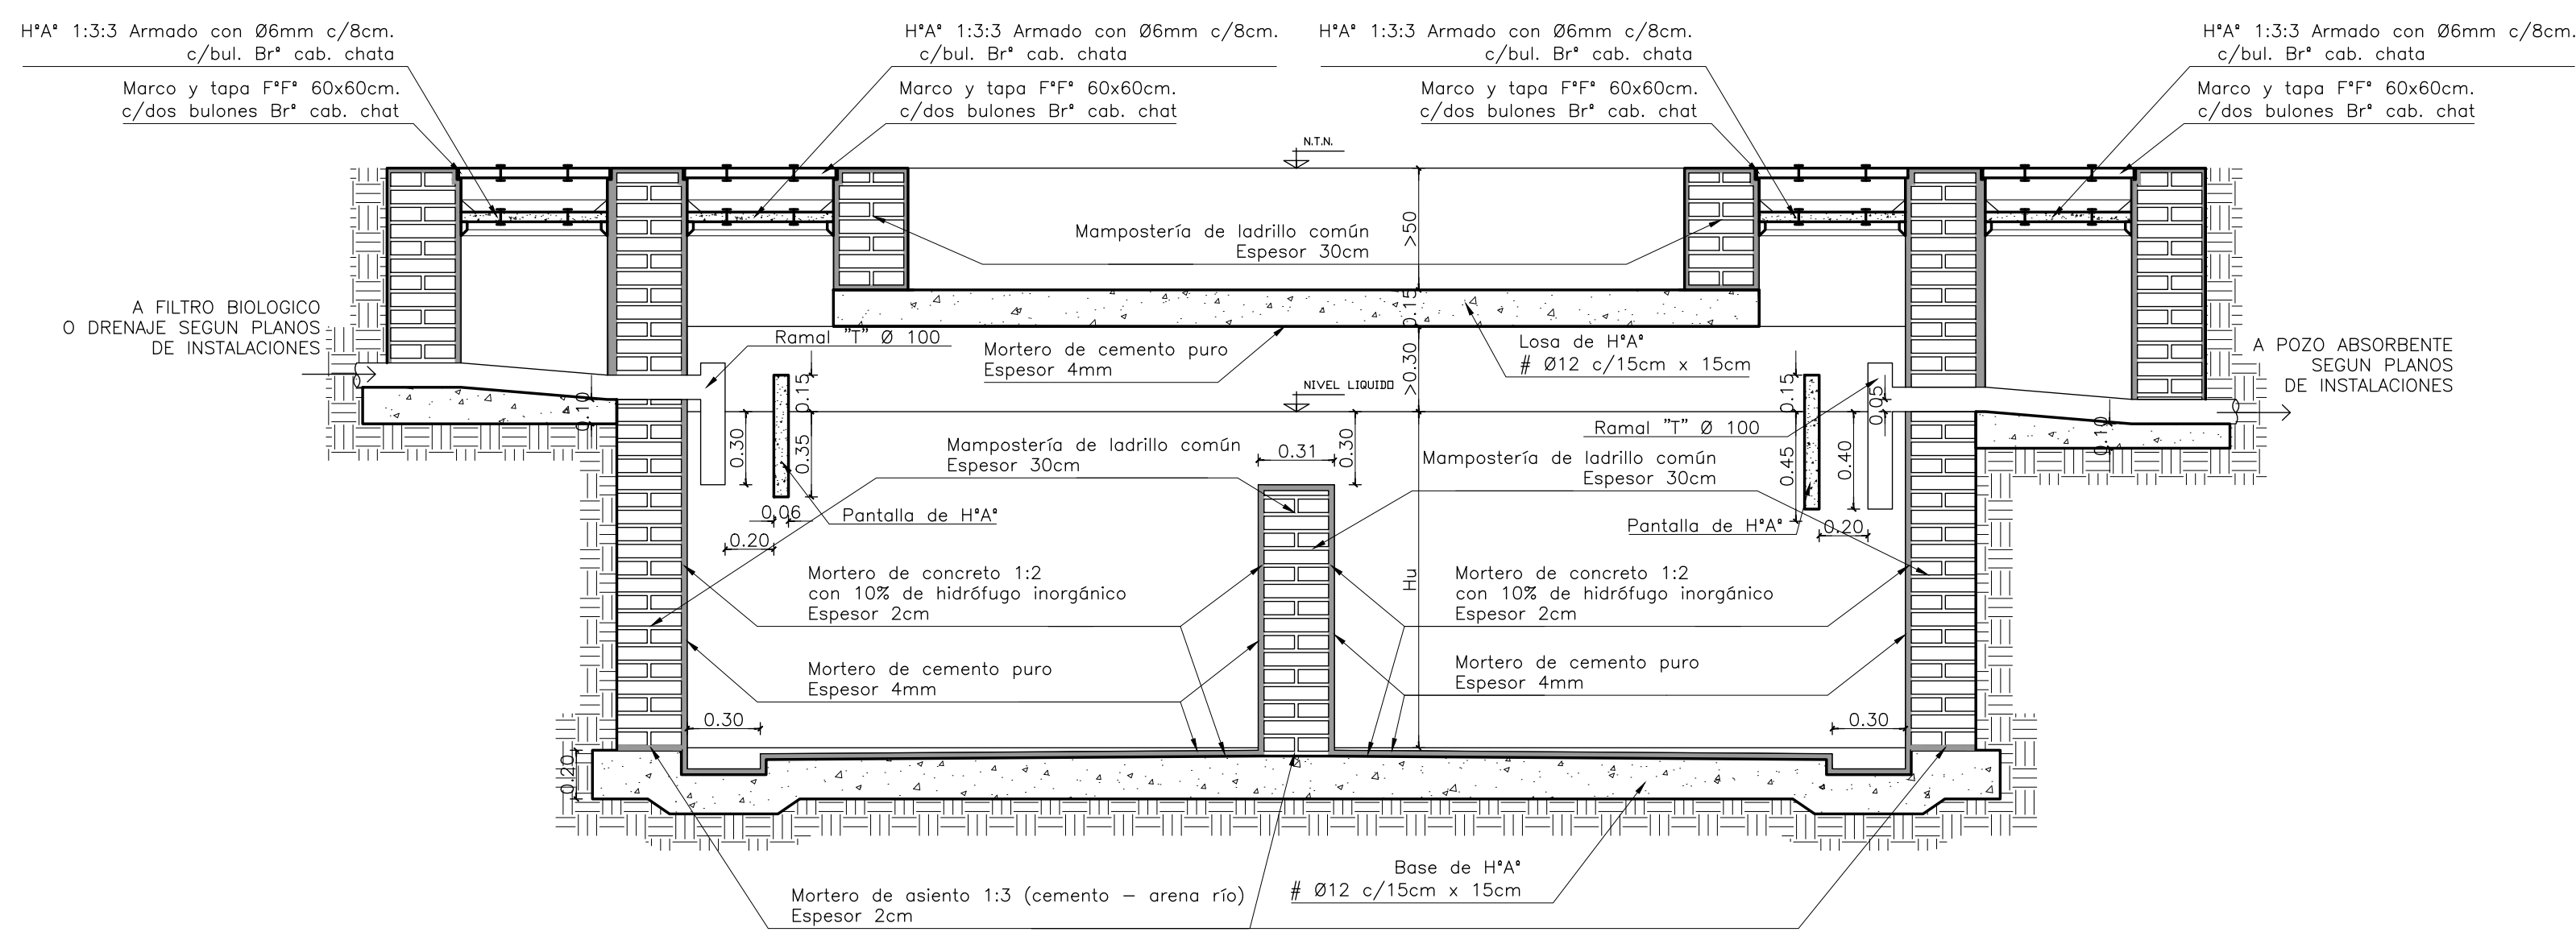 H°A° 1:3:3 Armado con Ø6mm c/8cm.
c/bul. Br° cab. chata
Marco y tapa F°F° 60x60cm.
c/dos bulones Br° cab. chat
H°A° 1:3:3 Armado con Ø6mm c/8cm.
c/bul. Br° cab. chata
Marco y tapa F°F° 60x60cm.
c/dos bulones Br° cab. chat
H°A° 1:3:3 Armado con Ø6mm c/8cm.
c/bul. Br° cab. chata
Marco y tapa F°F° 60x60cm.
c/dos bulones Br° cab. chat
H°A° 1:3:3 Armado con Ø6mm c/8cm.
c/bul. Br° cab. chata
Marco y tapa F°F° 60x60cm.
c/dos bulones Br° cab. chat
N.T.N.
Mampostería de ladrillo común
Espesor 30cm
>50
0.15
A FILTRO BIOLOGICO
O DRENAJE SEGUN PLANOS
DE INSTALACIONES
Ramal "T" Ø 100
Mortero de cemento puro
Espesor 4mm
>0.30
Losa de H°A°
# Ø12 c/15cm x 15cm
A POZO ABSORBENTE
SEGUN PLANOS
DE INSTALACIONES
NIVEL LIQUIDO
0.10
0.15
0.30
0.35
0.06
0.20
Pantalla de H°A°
Mampostería de ladrillo común
Espesor 30cm
0.31
0.30
Mampostería de ladrillo común
Espesor 30cm
0.15
0.05
Ramal "T" Ø 100
0.45
0.40
0.10
Pantalla de H°A°
0.20
Mortero de concreto 1:2
con 10% de hidrófugo inorgánico
Espesor 2cm
Hu
Mortero de concreto 1:2
con 10% de hidrófugo inorgánico
Espesor 2cm
Mortero de cemento puro
Espesor 4mm
Mortero de cemento puro
Espesor 4mm
0.30
0.30
0.20
Mortero de asiento 1:3 (cemento – arena río)
Espesor 2cm
Base de H°A°
# Ø12 c/15cm x 15cm